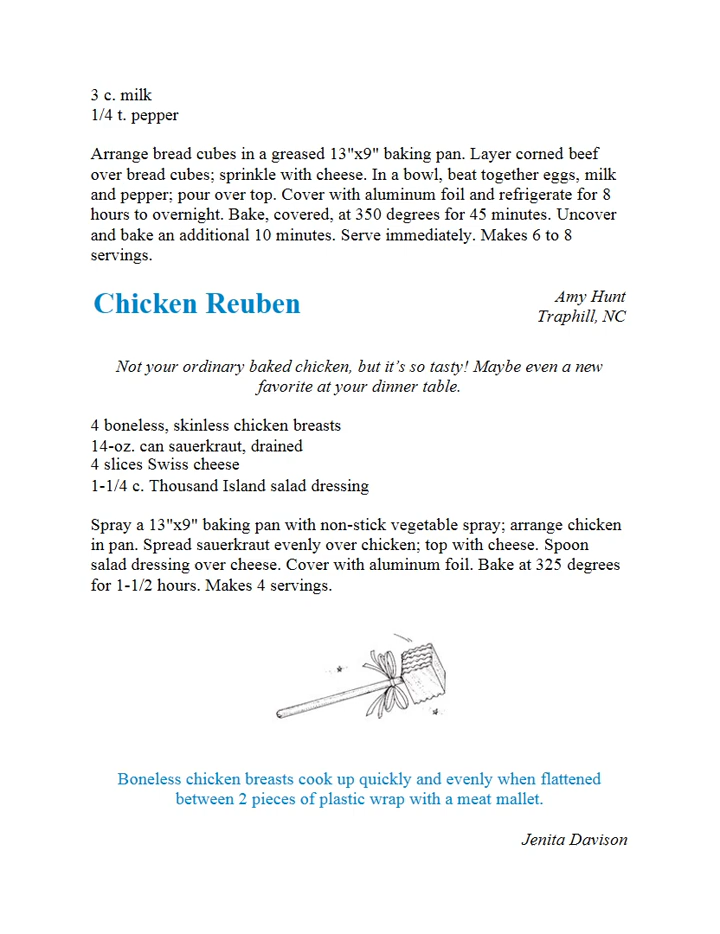 3 c. milk
1/4 t. pepper
Arrange bread cubes in a greased 13"x9" baking pan. Layer corned beef
over bread cubes; sprinkle with cheese. In a bowl, beat together eggs, milk
and pepper; pour over top. Cover with aluminum foil and refrigerate for 8
hours to overnight. Bake, covered, at 350 degrees for 45 minutes. Uncover
and bake an additional 10 minutes. Serve immediately. Makes 6 to 8
servings.
Chicken Reuben
Amy Hunt
Traphill, NC
Not your ordinary baked chicken, but it’s so tasty! Maybe even a new
favorite at your dinner table.
4 boneless, skinless chicken breasts
14-oz. can sauerkraut, drained
4 slices Swiss cheese
1-1/4 c. Thousand Island salad dressing
Spray a 13"x9" baking pan with non-stick vegetable spray; arrange chicken
in pan. Spread sauerkraut evenly over chicken; top with cheese. Spoon
salad dressing over cheese. Cover with aluminum foil. Bake at 325 degrees
for 1-1/2 hours. Makes 4 servings.
Boneless chicken breasts cook up quickly and evenly when flattened
between 2 pieces of plastic wrap with a meat mallet.
Jenita Davison